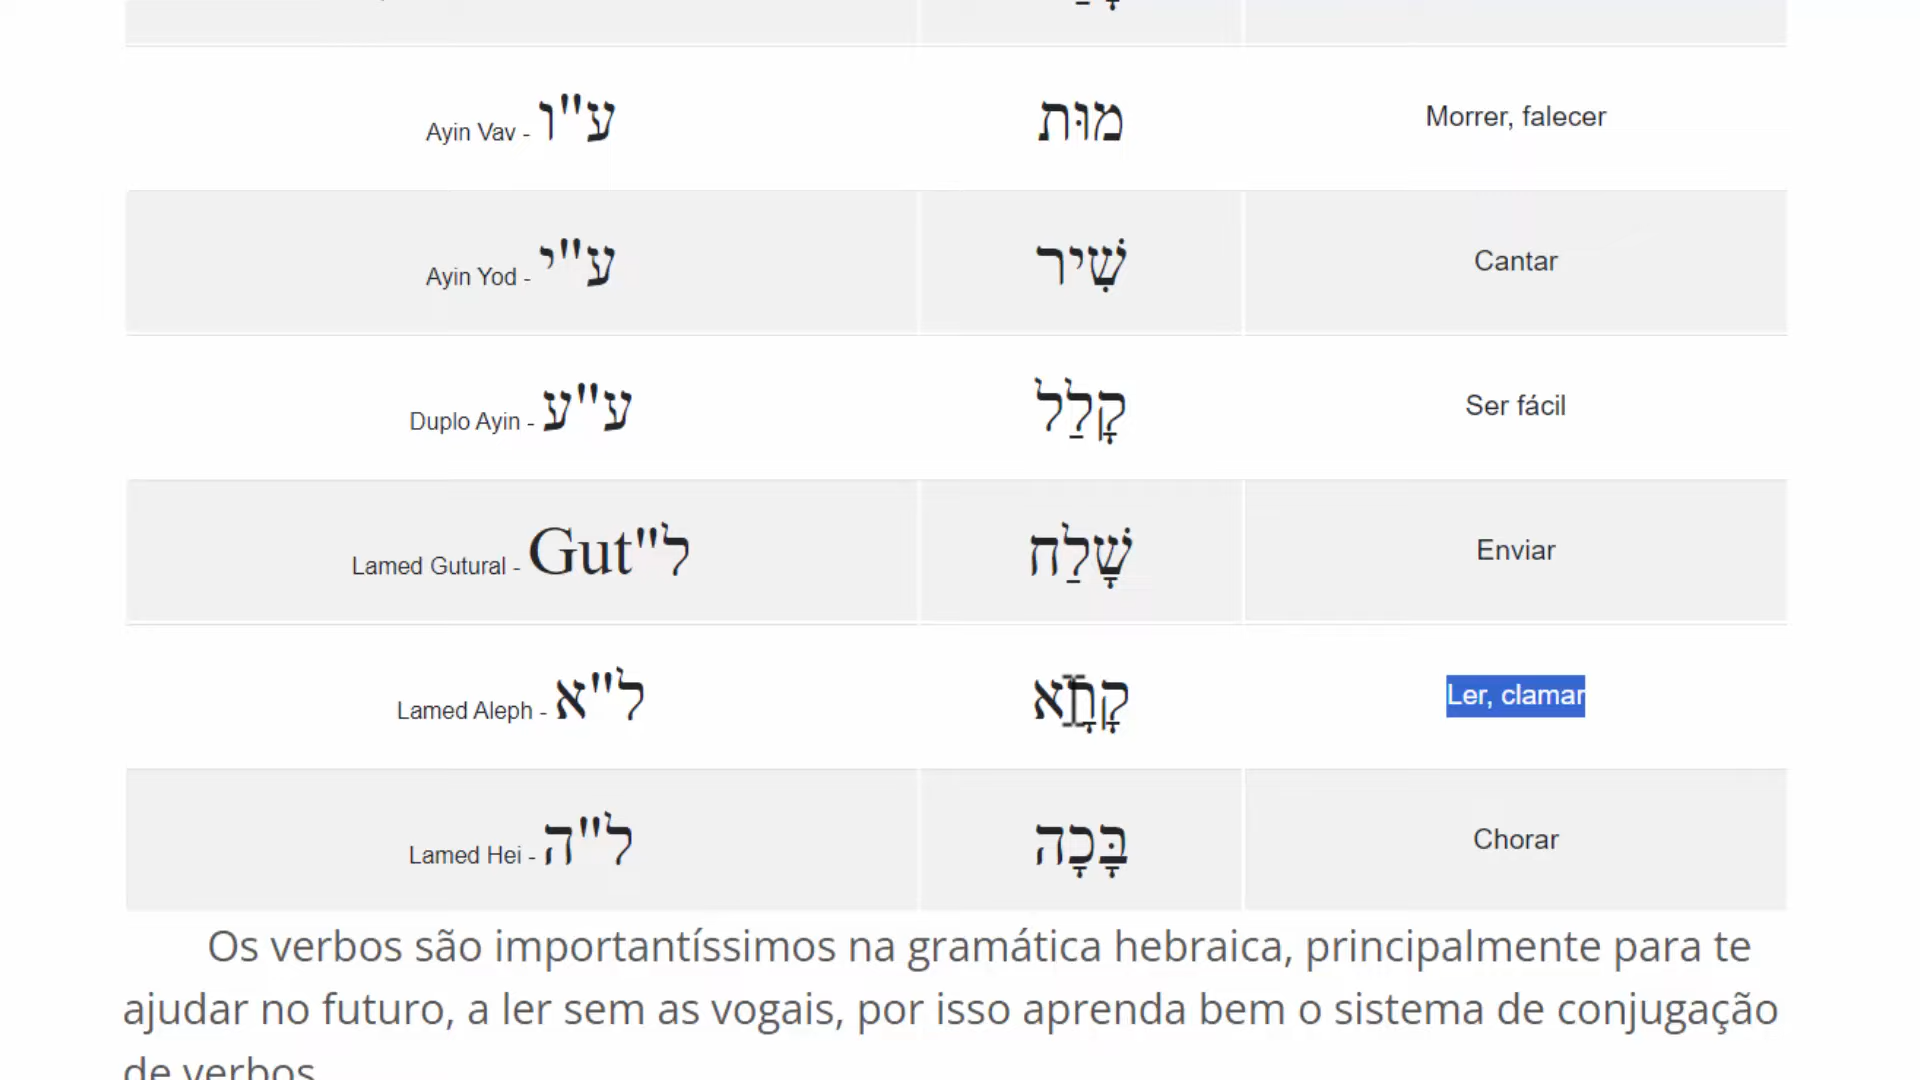 Ayin Vav - ע"ו מוּת Morrer, falecer
Ayin Yod - ע"י שִׁיר Cantar
Duplo Ayin - ע"ע קָלַל Ser fácil
Lamed Gutural - ל"Gut שָׁלַח Enviar
Lamed Aleph - ל"א קָרָא Ler, clamar
Lamed Hei - ל"ה בָּכָה Chorar
Os verbos são importantíssimos na gramática hebraica, principalmente para te
ajudar no futuro, a ler sem as vogais, por isso aprenda bem o sistema de conjugação
de verbos.